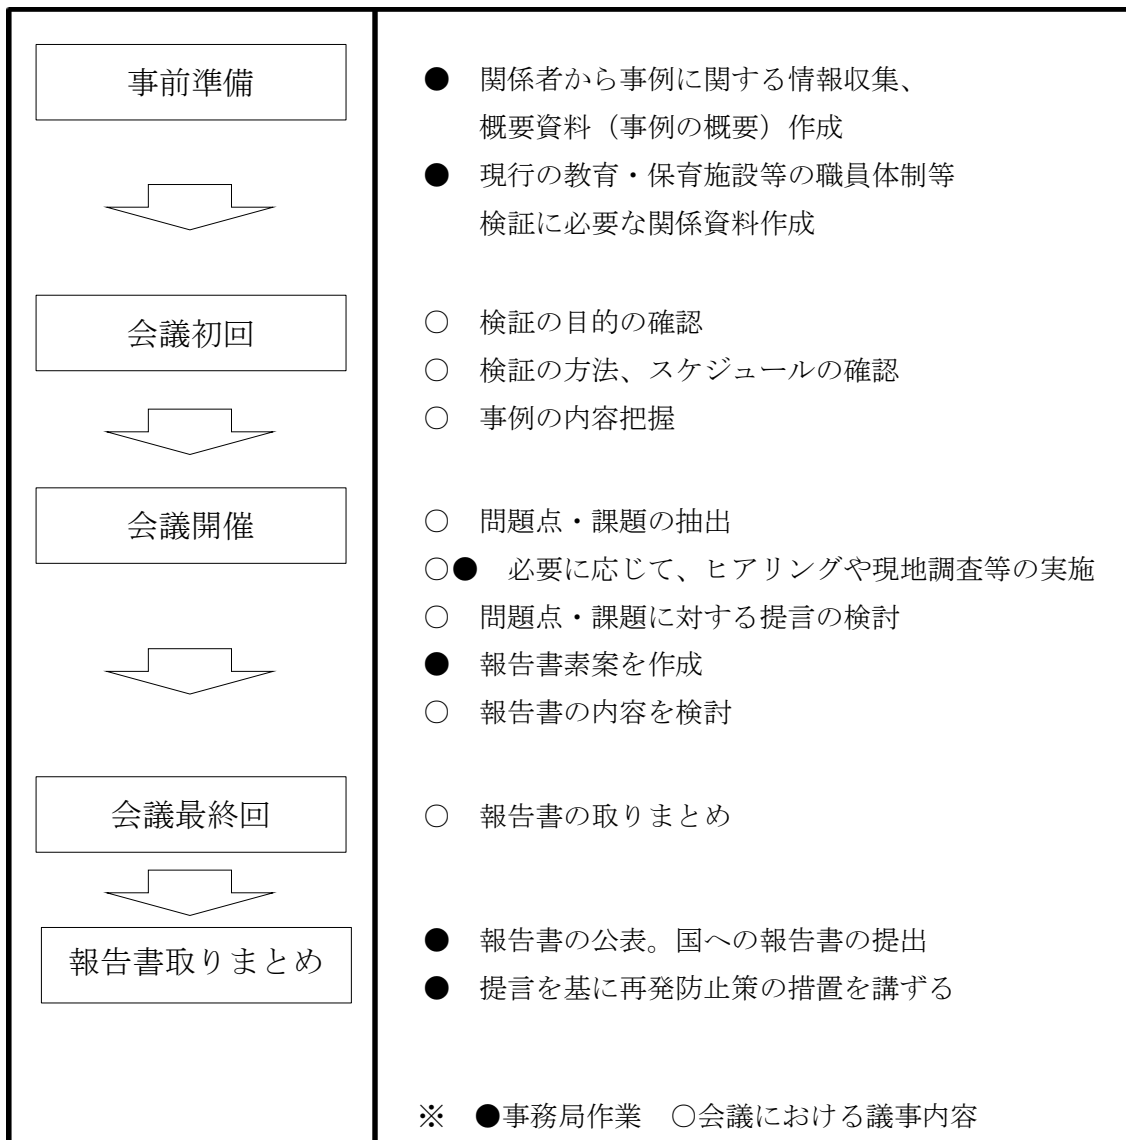 事前準備
● 関係者から事例に関する情報収集、
概要資料（事例の概要）作成
● 現行の教育・保育施設等の職員体制等
検証に必要な関係資料作成
会議初回
○ 検証の目的の確認
○ 検証の方法、スケジュールの確認
○ 事例の内容把握
会議開催
○ 問題点・課題の抽出
○● 必要に応じて、ヒアリングや現地調査等の実施
○ 問題点・課題に対する提言の検討
● 報告書素案を作成
○ 報告書の内容を検討
会議最終回
○ 報告書の取りまとめ
報告書取りまとめ
● 報告書の公表。国への報告書の提出
● 提言を基に再発防止策の措置を講ずる
※ ●事務局作業 ○会議における議事内容